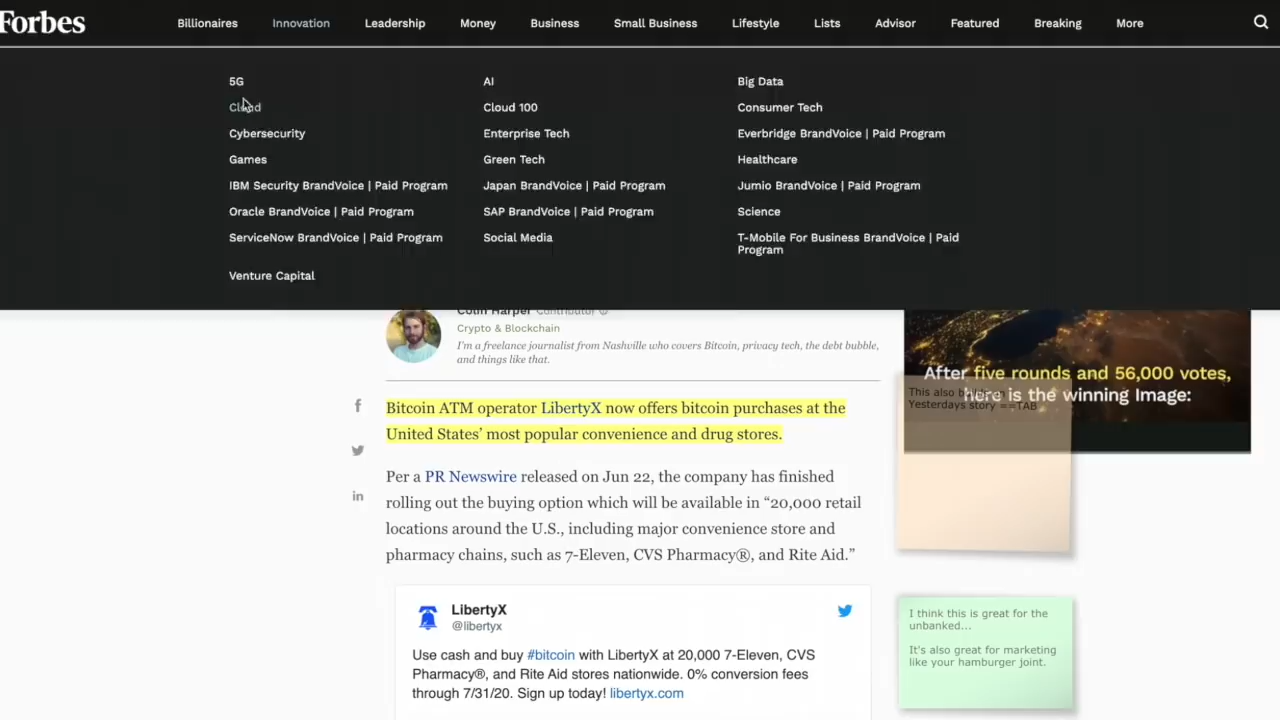 Forbes
Billionaires Innovation Leadership Money Business Small Business Lifestyle Lists Advisor Featured Breaking More
5G AI Big Data
Cloud Cloud 100 Consumer Tech
Cybersecurity Enterprise Tech Everbridge BrandVoice | Paid Program
Games Green Tech Healthcare
IBM Security BrandVoice | Paid Program Japan BrandVoice | Paid Program Jumio BrandVoice | Paid Program
Oracle BrandVoice | Paid Program SAP BrandVoice | Paid Program Science
ServiceNow BrandVoice | Paid Program Social Media T-Mobile For Business BrandVoice | Paid
Program
Venture Capital
Colin Harper Contributor
Crypto & Blockchain
I'm a freelance journalist from Nashville who covers Bitcoin, privacy tech, the debt bubble,
and things like that.
After five rounds and 56,000 votes,
here is the winning Image:
This also builds on
Yesterdays story ==TAB
Bitcoin ATM operator LibertyX now offers bitcoin purchases at the
United States' most popular convenience and drug stores.
Per a PR Newswire released on Jun 22, the company has finished
rolling out the buying option which will be available in “20,000 retail
locations around the U.S., including major convenience store and
pharmacy chains, such as 7-Eleven, CVS Pharmacy®, and Rite Aid.”
LibertyX
@libertyx
Use cash and buy #bitcoin with LibertyX at 20,000 7-Eleven, CVS
Pharmacy®, and Rite Aid stores nationwide. 0% conversion fees
through 7/31/20. Sign up today! libertyx.com
I think this is great for the
unbanked...
It's also great for marketing
like your hamburger joint.